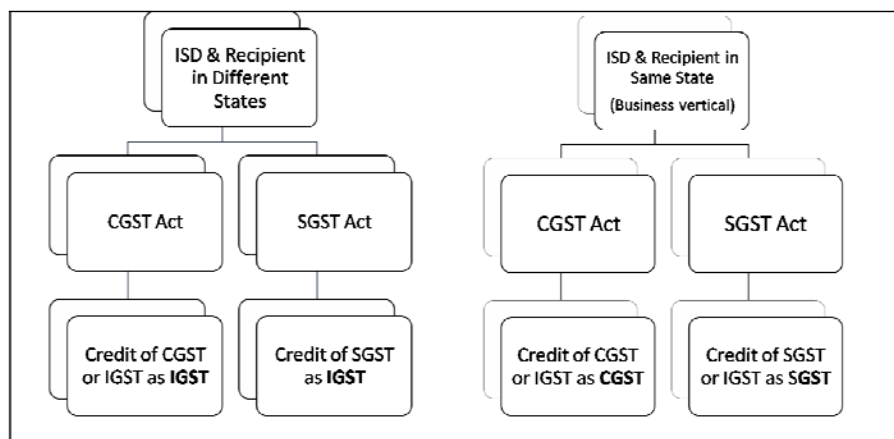 ISD & Recipient
in Different
States
CGST Act
SGST Act
Credit of CGST
or IGST as IGST
Credit of SGST
as IGST
ISD & Recipient in
Same State
(Business vertical)
CGST Act
SGST Act
Credit of CGST
or IGST as CGST
Credit of SGST
or IGST as SGST